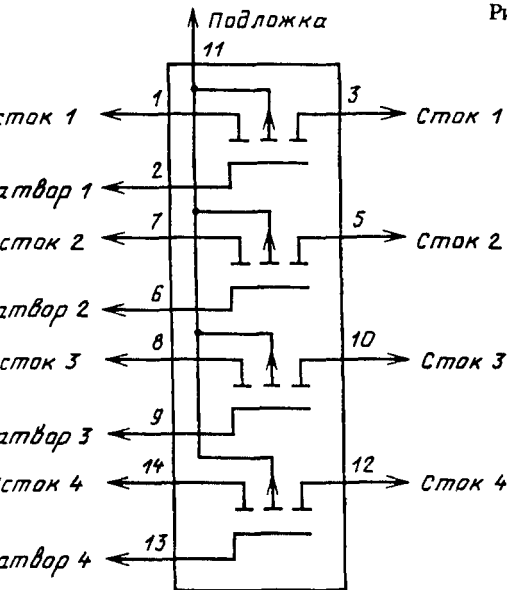 Ри
Подложка
11
сток 1 1 3 Сток 1
атвор 1 2
сток 2 7 5 Сток 2
атвор 2 6
сток 3 8 10 Сток 3
атвор 3 9
сток 4 14 12 Сток 4
атвор 4 13